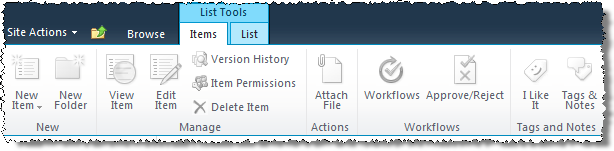 List Tools
Site Actions
Browse
Items
List
New Item
New Folder
View Item
Edit Item
Version History
Item Permissions
Delete Item
Attach File
Workflows
Approve/Reject
I Like It
Tags & Notes
New
Manage
Actions
Workflows
Tags and Notes